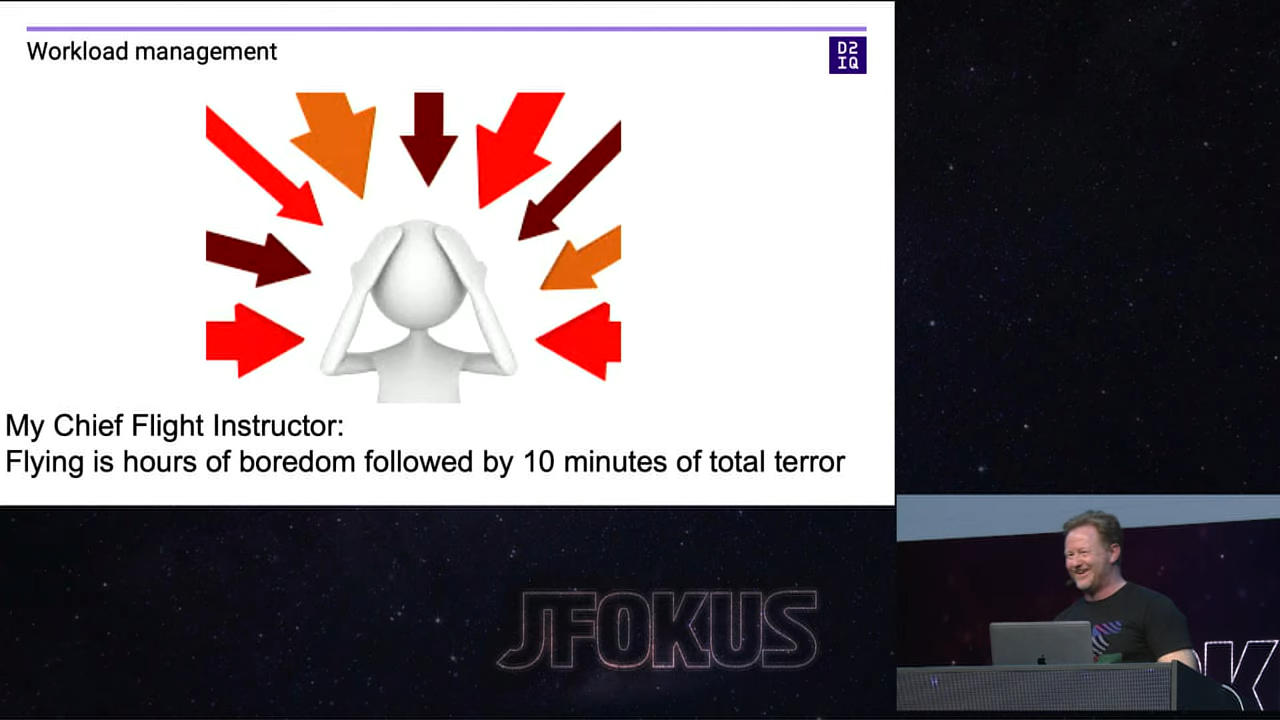 Workload management
D2
IQ
My Chief Flight Instructor:
Flying is hours of boredom followed by 10 minutes of total terror
JFOKUS